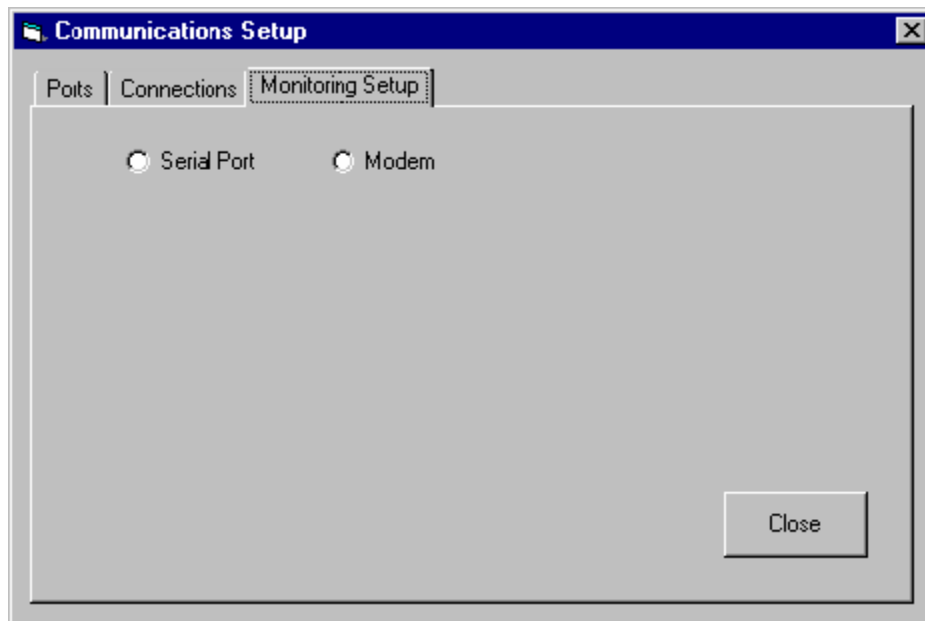 Communications Setup
Ports Connections Monitoring Setup
Serial Port Modem
Close